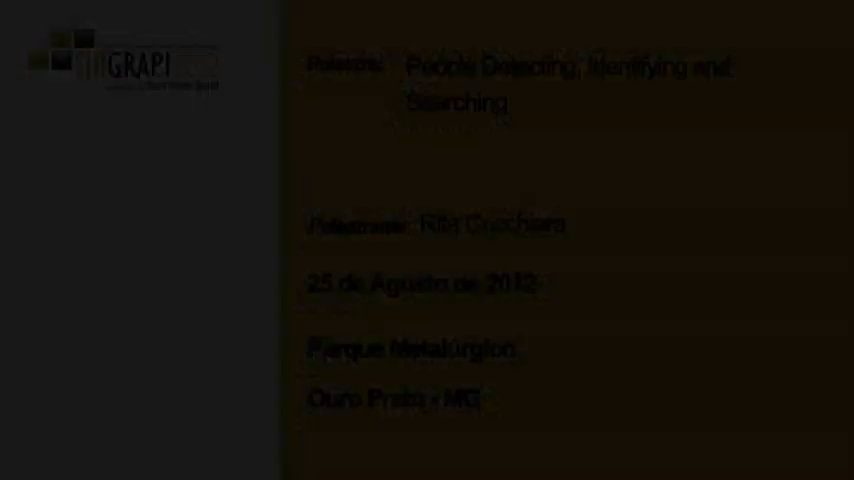 GRAPI
Palestra: People Detecting, Identifying and
Searching
Palestrante: Rita Cucchiara
25 de Agosto de 2012
Parque Metalúrgico
Ouro Preto - MG